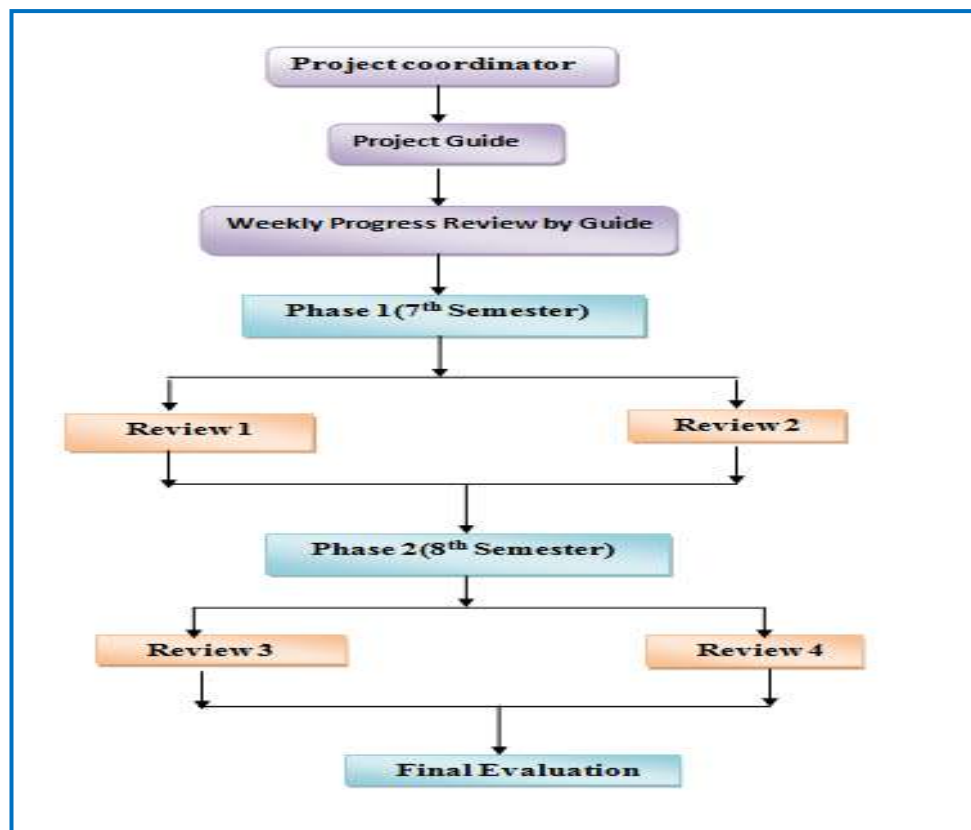 Project coordinator
Project Guide
Weekly Progress Review by Guide
Phase 1(7th Semester)
Review 1
Review 2
Phase 2(8th Semester)
Review 3
Review 4
Final Evaluation